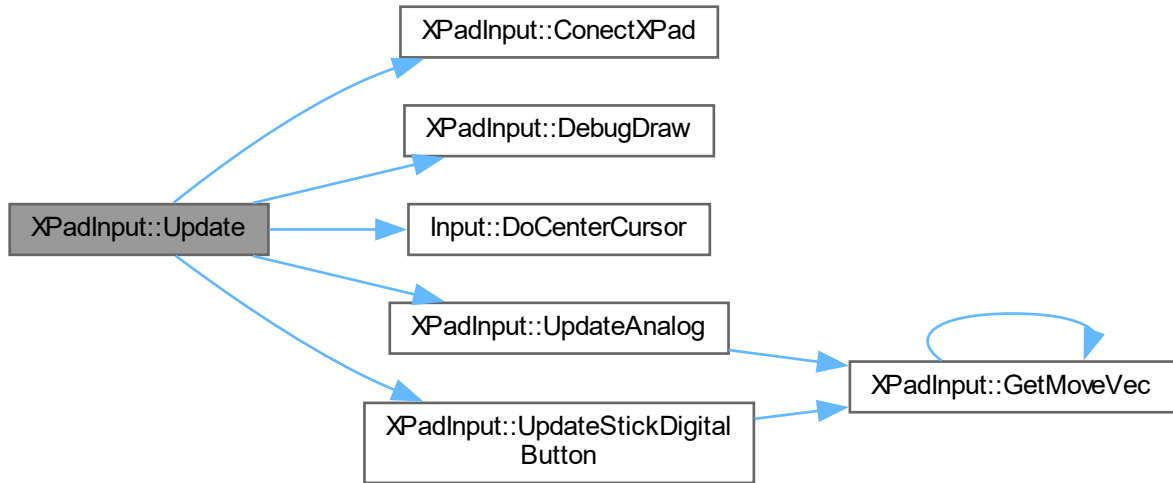 XPadInput::ConectXPad
XPadInput::DebugDraw
XPadInput::Update
Input::DoCenterCursor
XPadInput::UpdateAnalog
XPadInput::GetMoveVec
XPadInput::UpdateStickDigital
Button